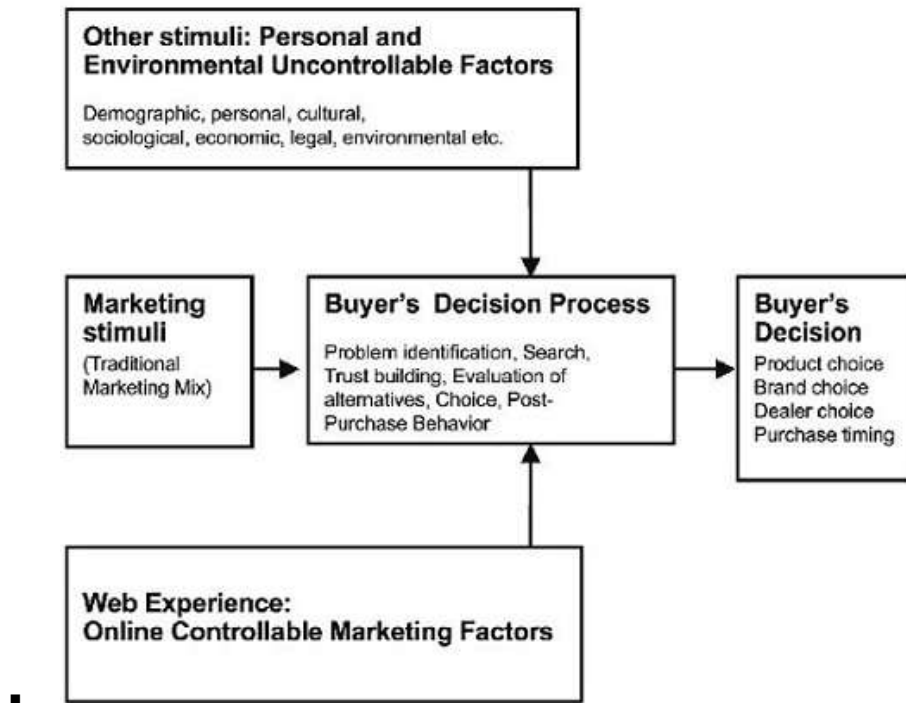 Other stimuli: Personal and
Environmental Uncontrollable Factors
Demographic, personal, cultural,
sociological, economic, legal, environmental etc.
Marketing
stimuli
(Traditional
Marketing Mix)
Buyer's Decision Process
Problem identification, Search,
Trust building, Evaluation of
alternatives, Choice, Post-
Purchase Behavior
Buyer's
Decision
Product choice
Brand choice
Dealer choice
Purchase timing
Web Experience:
Online Controllable Marketing Factors